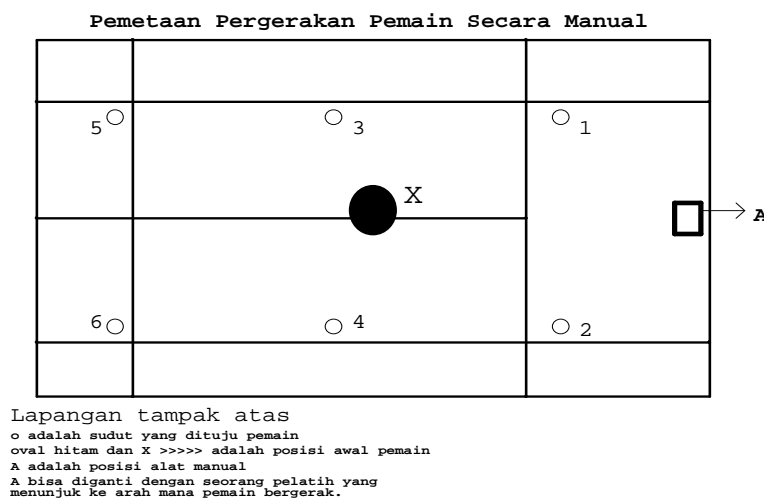 Pemetaan Pergerakan Pemain Secara Manual
5
3
1
X
A
6
4
2
Lapangan tampak atas
o adalah sudut yang dituju pemain
oval hitam dan X >>>>> adalah posisi awal pemain
A adalah posisi alat manual
A bisa diganti dengan seorang pelatih yang
menunjuk ke arah mana pemain bergerak.